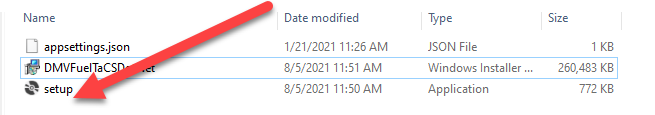 Name Date modified Type Size
appsettings.json 1/21/2021 11:26 AM JSON File 1 KB
8/5/2021 11:51 AM Windows Installer ... 260,483 KB
setup 8/5/2021 11:50 AM Application 772 KB